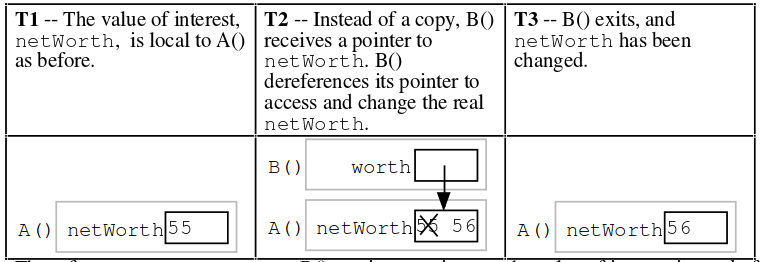 T1 -- The value of interest,
netWorth, is local to A()
as before.
T2 -- Instead of a copy, B()
receives a pointer to
netWorth. B()
dereferences its pointer to
access and change the real
netWorth.
T3 -- B() exits, and
netWorth has been
changed.
A() netWorth 55
B() worth
A() netWorth 55 56
A() netWorth 56